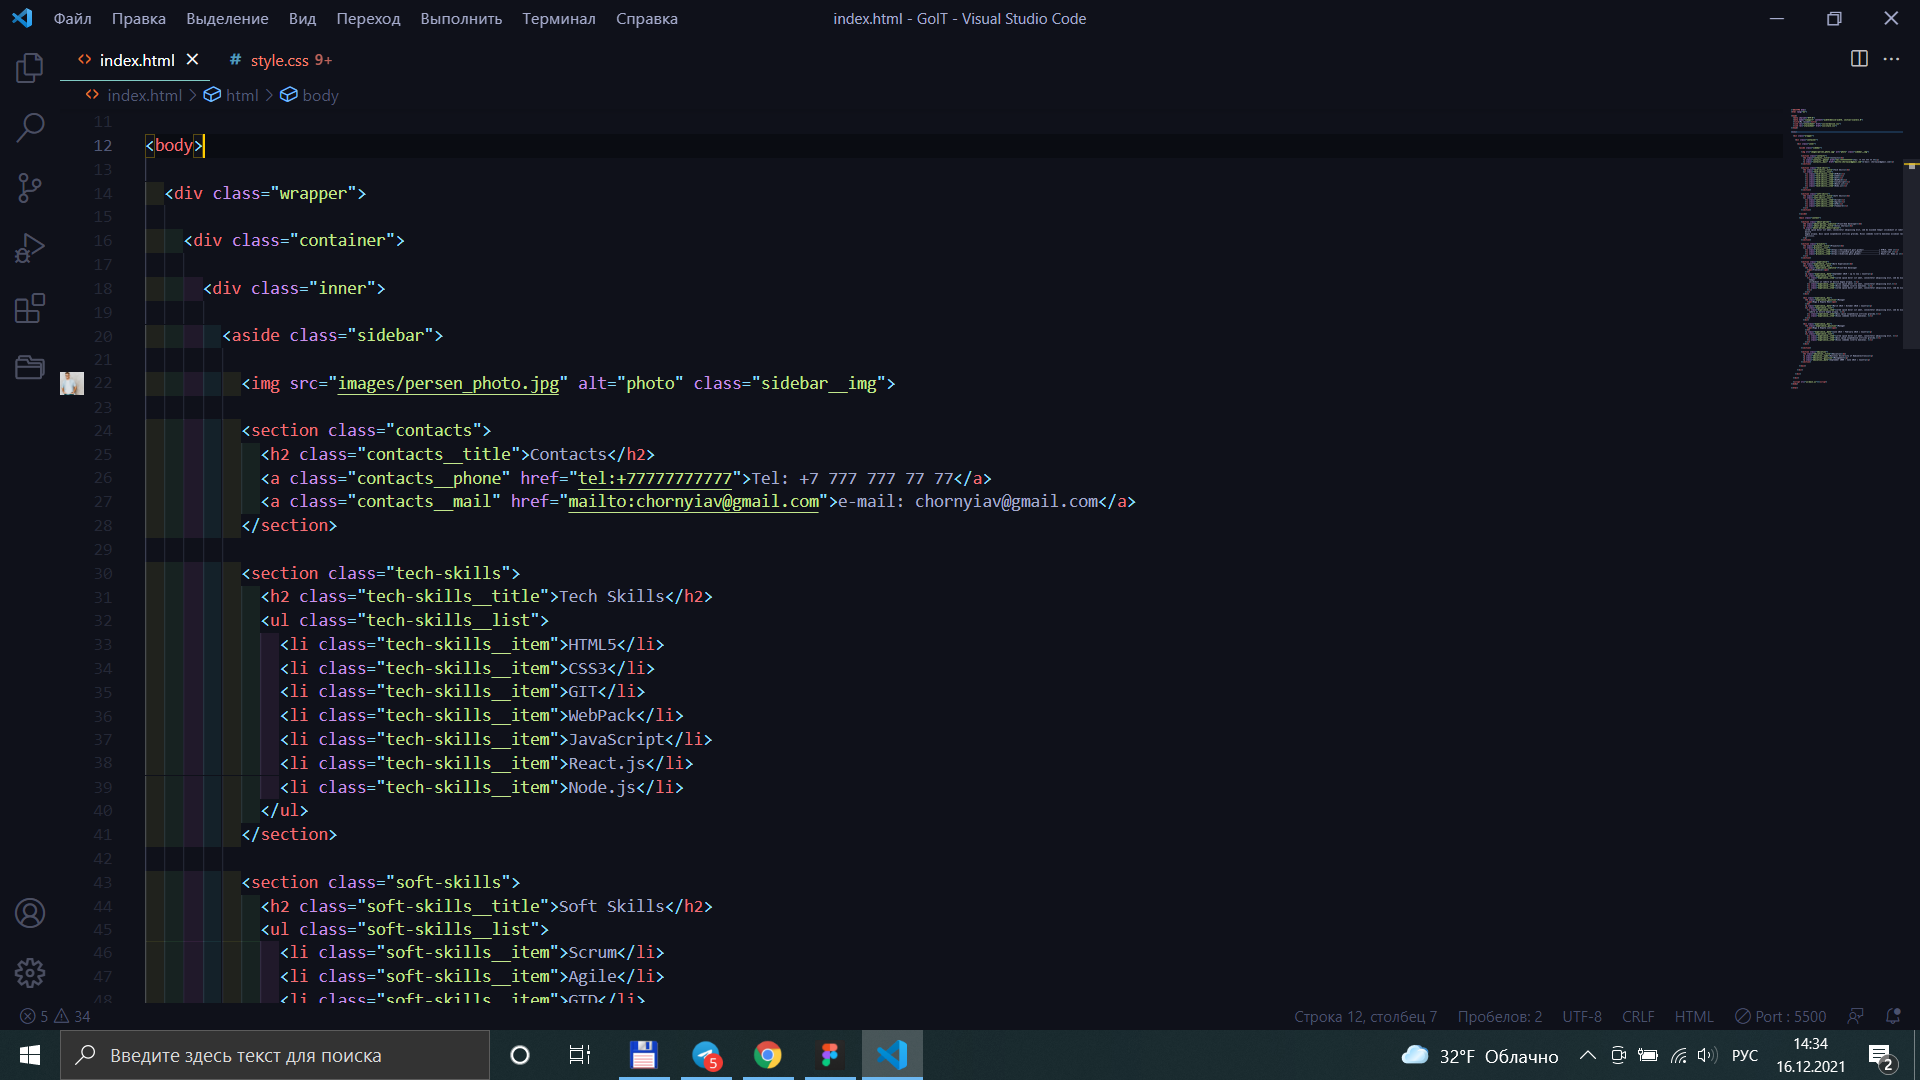 Файл Правка Выделение Вид Переход Выполнить Терминал Справка index.html - GoIT - Visual Studio Code
index.html # style.css 9+
index.html > html > body
11
12 <body>
13
14 <div class="wrapper">
15
16 <div class="container">
17
18 <div class="inner">
19
20 <aside class="sidebar">
21
22 <img src="images/persen_photo.jpg" alt="photo" class="sidebar__img">
23
24 <section class="contacts">
25 <h2 class="contacts__title">Contacts</h2>
26 <a class="contacts__phone" href="tel:+77777777777">Tel: +7 777 777 77 77</a>
27 <a class="contacts__mail" href="mailto:chornyiav@gmail.com">e-mail: chornyiav@gmail.com</a>
28 </section>
29
30 <section class="tech-skills">
31 <h2 class="tech-skills__title">Tech Skills</h2>
32 <ul class="tech-skills__list">
33 <li class="tech-skills__item">HTML5</li>
34 <li class="tech-skills__item">CSS3</li>
35 <li class="tech-skills__item">GIT</li>
36 <li class="tech-skills__item">WebPack</li>
37 <li class="tech-skills__item">JavaScript</li>
38 <li class="tech-skills__item">React.js</li>
39 <li class="tech-skills__item">Node.js</li>
40 </ul>
41 </section>
42
43 <section class="soft-skills">
44 <h2 class="soft-skills__title">Soft Skills</h2>
45 <ul class="soft-skills__list">
46 <li class="soft-skills__item">Scrum</li>
47 <li class="soft-skills__item">Agile</li>
48 <li class="soft-skills__item">GTD</li>
5 34 Строка 12, столбец 7 Пробелов: 2 UTF-8 CRLF HTML Port : 5500
Введите здесь текст для поиска 5 32°F Облачно РУС 14:34
16.12.2021 2